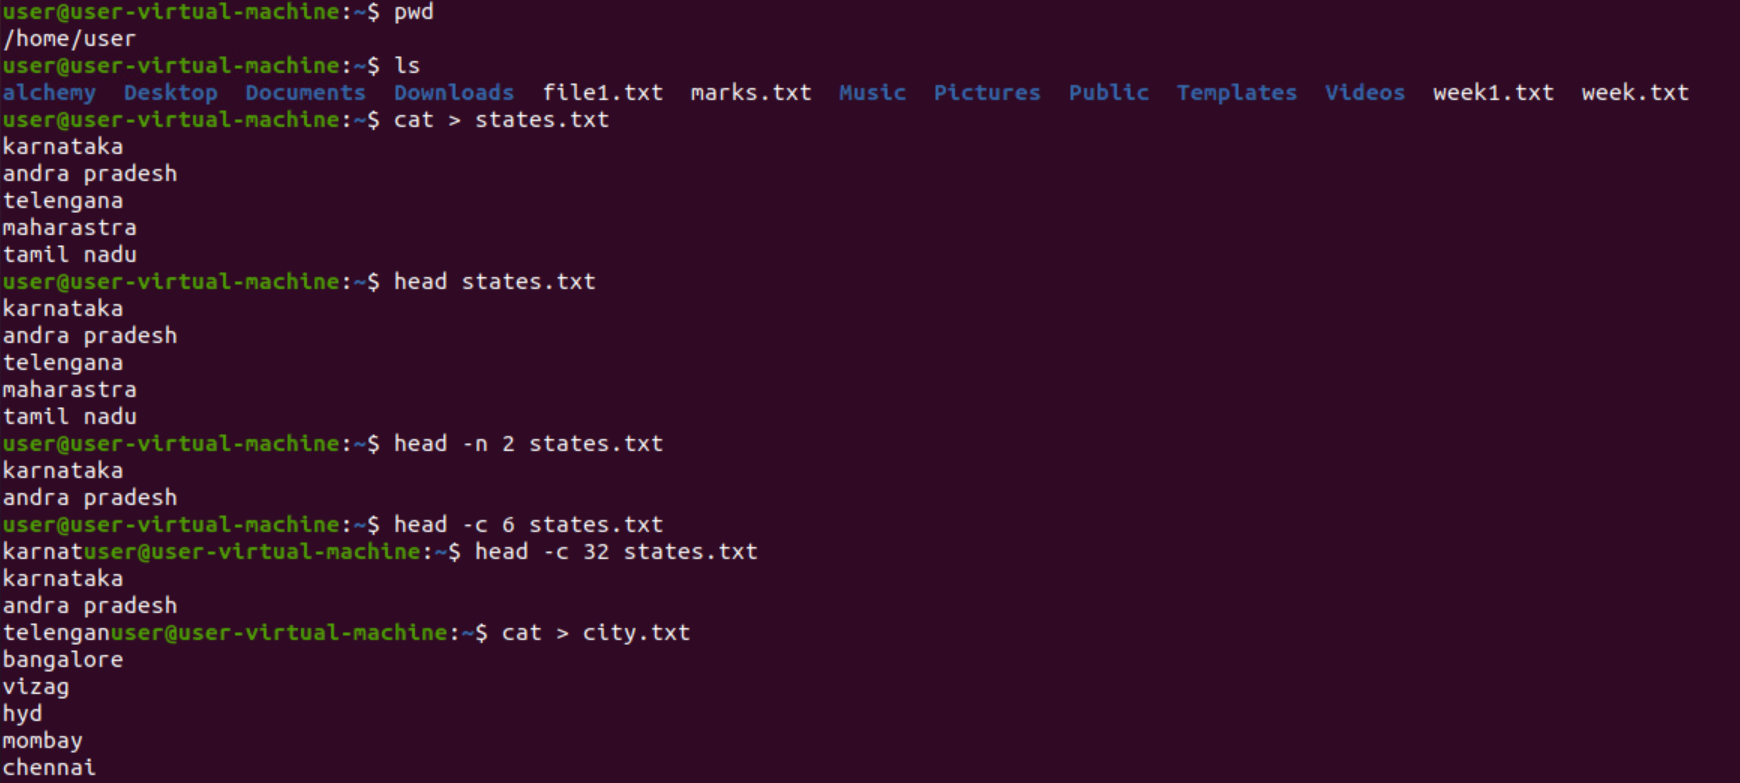 user@user-virtual-machine:~$ pwd
/home/user
user@user-virtual-machine:~$ ls
alchemy  Desktop  Documents  Downloads  file1.txt  marks.txt  Music  Pictures  Public  Templates  Videos  week1.txt  week.txt
user@user-virtual-machine:~$ cat > states.txt
karnataka
andra pradesh
telengana
maharastra
tamil nadu
user@user-virtual-machine:~$ head states.txt
karnataka
andra pradesh
telengana
maharastra
tamil nadu
user@user-virtual-machine:~$ head -n 2 states.txt
karnataka
andra pradesh
user@user-virtual-machine:~$ head -c 6 states.txt
karnatuser@user-virtual-machine:~$ head -c 32 states.txt
karnataka
andra pradesh
telenganuser@user-virtual-machine:~$ cat > city.txt
bangalore
vizag
hyd
mombay
chennai